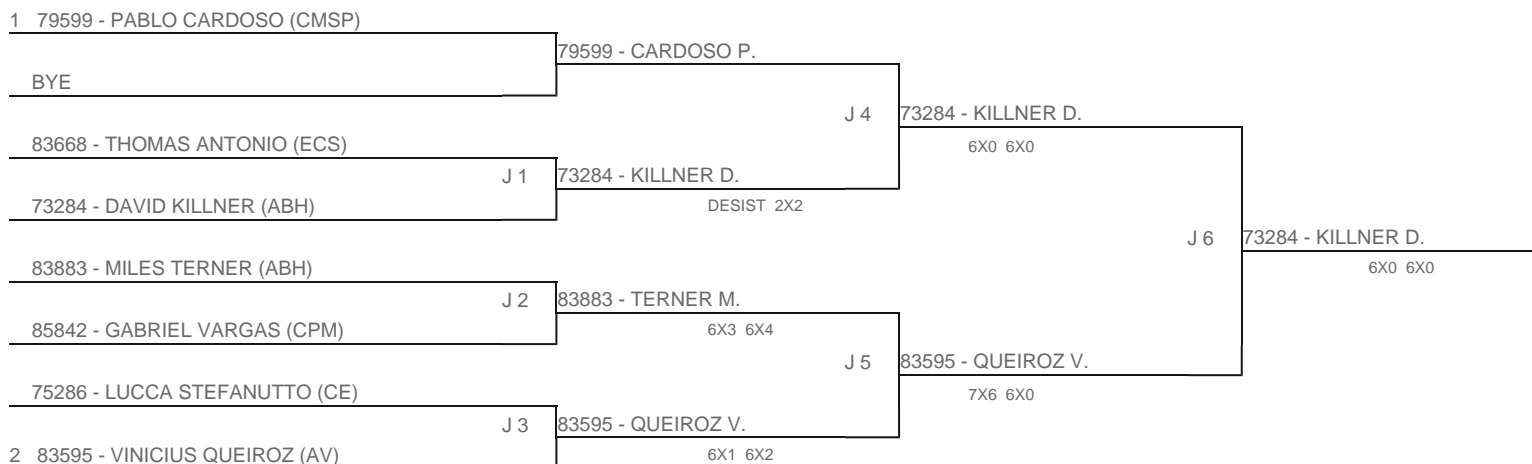 1 79599 - PABLO CARDOSO (CMSP)
79599 - CARDOSO P.
BYE
J 4
73284 - KILLNER D.
6X0 6X0
83668 - THOMAS ANTONIO (ECS)
J 1
73284 - KILLNER D.
DESIST 2X2
73284 - DAVID KILLNER (ABH)
J 6
73284 - KILLNER D.
6X0 6X0
83883 - MILES TERNER (ABH)
J 2
83883 - TERNER M.
6X3 6X4
85842 - GABRIEL VARGAS (CPM)
J 5
83595 - QUEIROZ V.
7X6 6X0
75286 - LUCCA STEFANUTTO (CE)
J 3
83595 - QUEIROZ V.
6X1 6X2
2 83595 - VINICIUS QUEIROZ (AV)